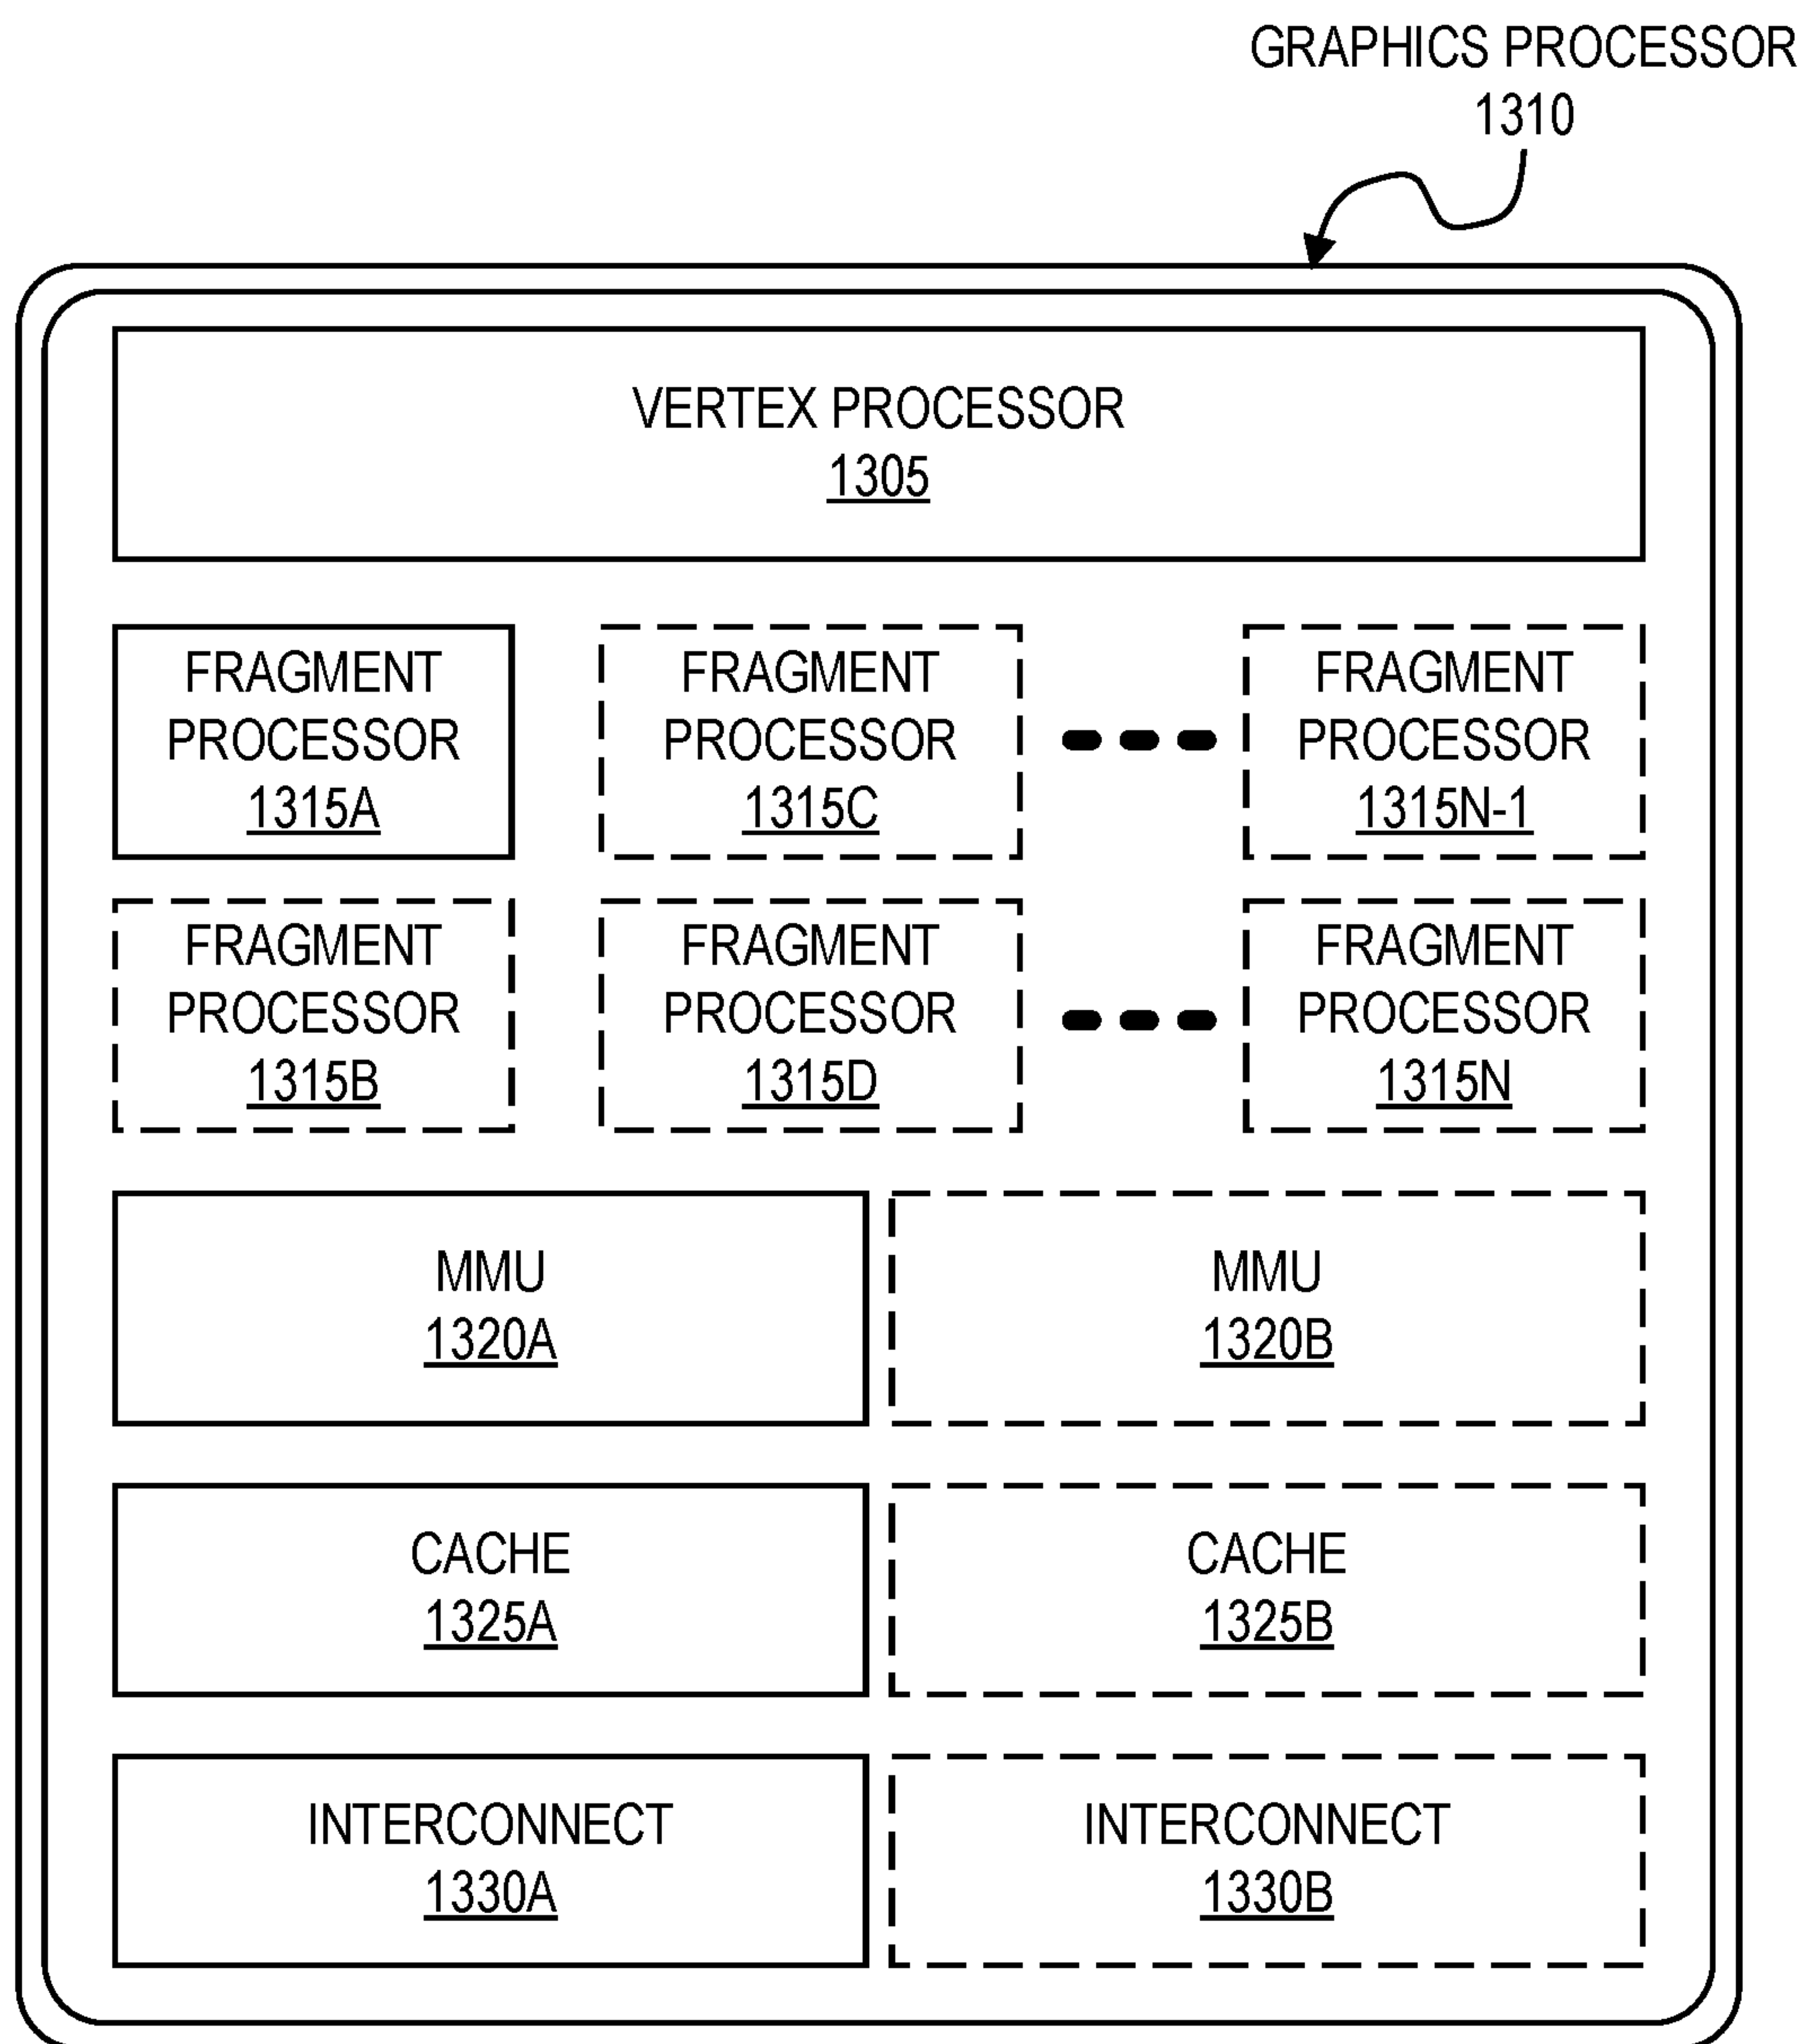 GRAPHICS PROCESSOR
1310
VERTEX PROCESSOR
1305
FRAGMENT
PROCESSOR
1315A
FRAGMENT
PROCESSOR
1315C
FRAGMENT
PROCESSOR
1315N-1
FRAGMENT
PROCESSOR
1315B
FRAGMENT
PROCESSOR
1315D
FRAGMENT
PROCESSOR
1315N
MMU
1320A
MMU
1320B
CACHE
1325A
CACHE
1325B
INTERCONNECT
1330A
INTERCONNECT
1330B